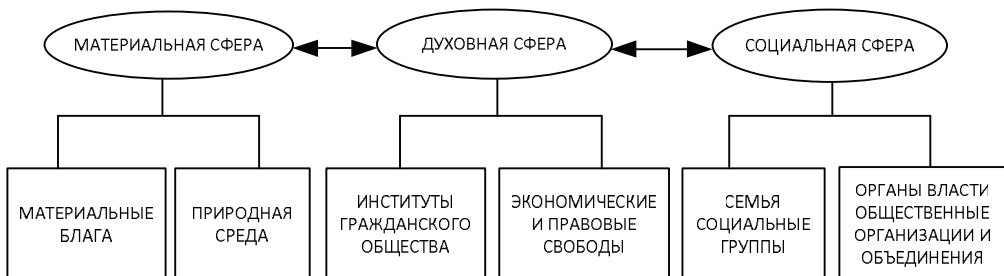 МАТЕРИАЛЬНАЯ СФЕРА
ДУХОВНАЯ СФЕРА
СОЦИАЛЬНАЯ СФЕРА
МАТЕРИАЛЬНЫЕ
БЛАГА
ПРИРОДНАЯ
СРЕДА
ИНСТИТУТЫ
ГРАЖДАНСКОГО
ОБЩЕСТВА
ЭКОНОМИЧЕСКИЕ
И ПРАВОВЫЕ
СВОБОДЫ
СЕМЬЯ
СОЦИАЛЬНЫЕ
ГРУППЫ
ОРГАНЫ ВЛАСТИ
ОБЩЕСТВЕННЫЕ
ОРГАНИЗАЦИИ И
ОБЪЕДИНЕНИЯ